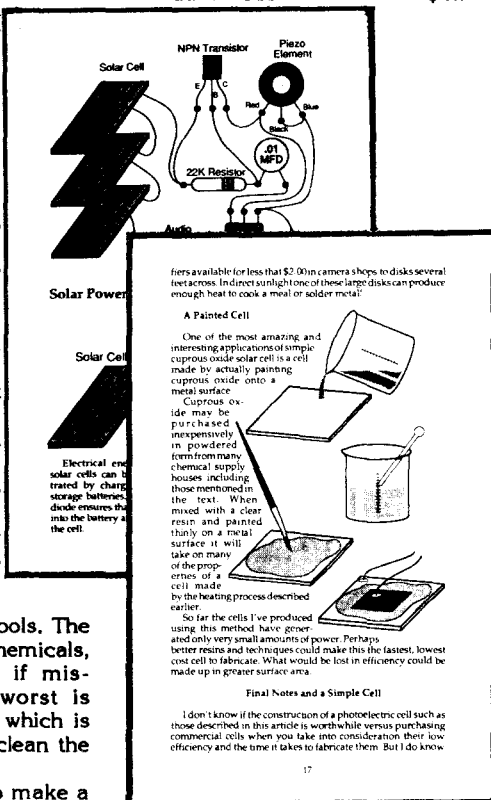 NPN Transistor
Piezo
Element
Solar Cell
E
B
C
Red
Blue
Black
.01
MFD
22K Resistor
Audio
Solar Power
Solar Cell
Electrical ene
solar cells can b
trated by charg
storage batteries.
diode ensures tha
into the battery a
the cell.
fiers available for less that $2.00 in camera shops to disks several
feet across. In direct sunlight one of these large disks can produce
enough heat to cook a meal or solder metal!
A Painted Cell
One of the most amazing and
interesting applications of simple
cuprous oxide solar cell is a cell
made by actually painting
cuprous oxide onto a
metal surface
Cuprous ox-
ide may be
purchased
inexpensively
in powdered
form from many
chemical supply
houses including
those mentioned in
the text. When
mixed with a clear
resin and painted
thinly on a metal
surface it will
take on many
of the prop-
erties of a
cell made
by the heating process described
earlier.
So far the cells I've produced
using this method have gener-
ated only very small amounts of power. Perhaps
better resins and techniques could make this the fastest, lowest
cost cell to fabricate. What would be lost in efficiency could be
made up in greater surface area.
Final Notes and a Simple Cell
I don't know if the construction of a photoelectric cell such as
those described in this article is worthwhile versus purchasing
commercial cells when you take into consideration their low
efficiency and the time it takes to fabricate them. But I do know
17
ools. The
hemicals,
if mis-
worst is
which is
clean the
o make a